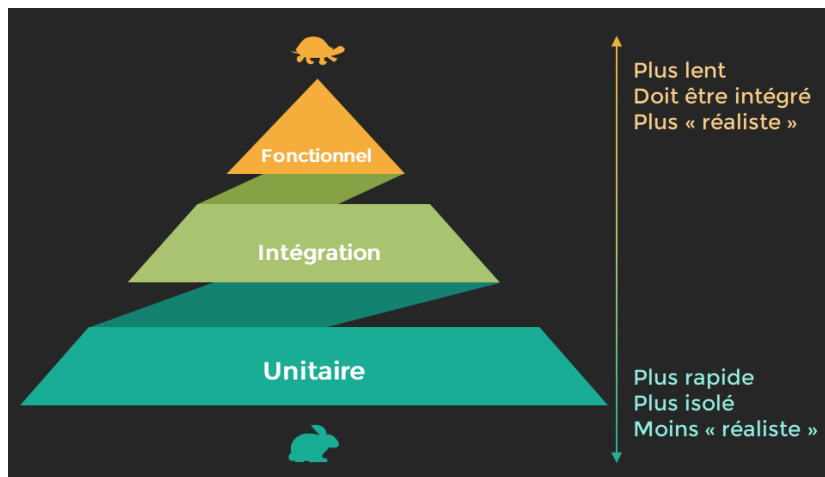 Plus lent
Doit être intégré
Plus « réaliste »
Fonctionnel
Intégration
Unitaire
Plus rapide
Plus isolé
Moins « réaliste »